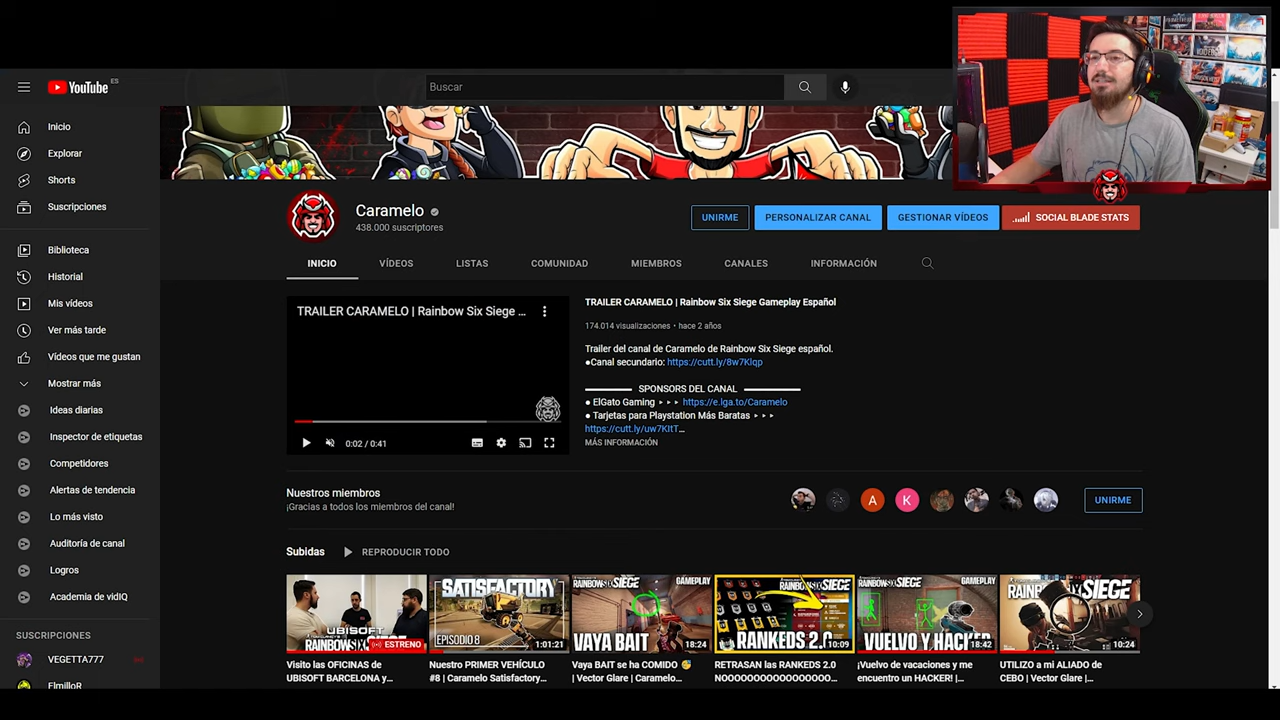 YouTube ES
Buscar
Inicio
Explorar
Shorts
Suscripciones
Biblioteca
Historial
Mis vídeos
Ver más tarde
Vídeos que me gustan
Mostrar más
Ideas diarias
Inspector de etiquetas
Competidores
Alertas de tendencia
Lo más visto
Auditoría de canal
Logros
Academia de vidIQ
SUSCRIPCIONES
VEGETTA777
ElmilloR
Caramelo
438.000 suscriptores
UNIRME
PERSONALIZAR CANAL
GESTIONAR VÍDEOS
SOCIAL BLADE STATS
INICIO
VÍDEOS
LISTAS
COMUNIDAD
MIEMBROS
CANALES
INFORMACIÓN
TRAILER CARAMELO | Rainbow Six Siege ...
0:02 / 0:41
TRAILER CARAMELO | Rainbow Six Siege Gameplay Español
174.014 visualizaciones • hace 2 años
Trailer del canal de Caramelo de Rainbow Six Siege español.
●Canal secundario: https://cutt.ly/8w7Klqp
SPONSORS DEL CANAL
● ElGato Gaming ➤➤➤ https://e.lga.to/Caramelo
● Tarjetas para Playstation Más Baratas ➤➤➤
https://cutt.ly/uw7KItT...
MÁS INFORMACIÓN
Nuestros miembros
¡Gracias a todos los miembros del canal!
A
K
UNIRME
Subidas
REPRODUCIR TODO
UBISOFT
ESTRENO
Visito las OFICINAS de
UBISOFT BARCELONA y...
SATISFACTORY
EPISODIO 8
1:01:21
Nuestro PRIMER VEHÍCULO
#8 | Caramelo Satisfactory...
RAINBOW SIX SIEGE
GAMEPLAY
VAYA BAIT
18:24
Vaya BAIT se ha COMIDO
| Vector Glare | Caramelo...
RAINBOW SIX SIEGE
RANKEDS 2.0
10:09
RETRASAN las RANKEDS 2.0
NOOOOOOOOOOOOOOOO...
RAINBOW SIX SIEGE
GAMEPLAY
VUELVO Y HACKER
18:42
¡Vuelvo de vacaciones y me
encuentro un HACKER! |...
10:24
UTILIZO a mi ALIADO de
CEBO | Vector Glare |...